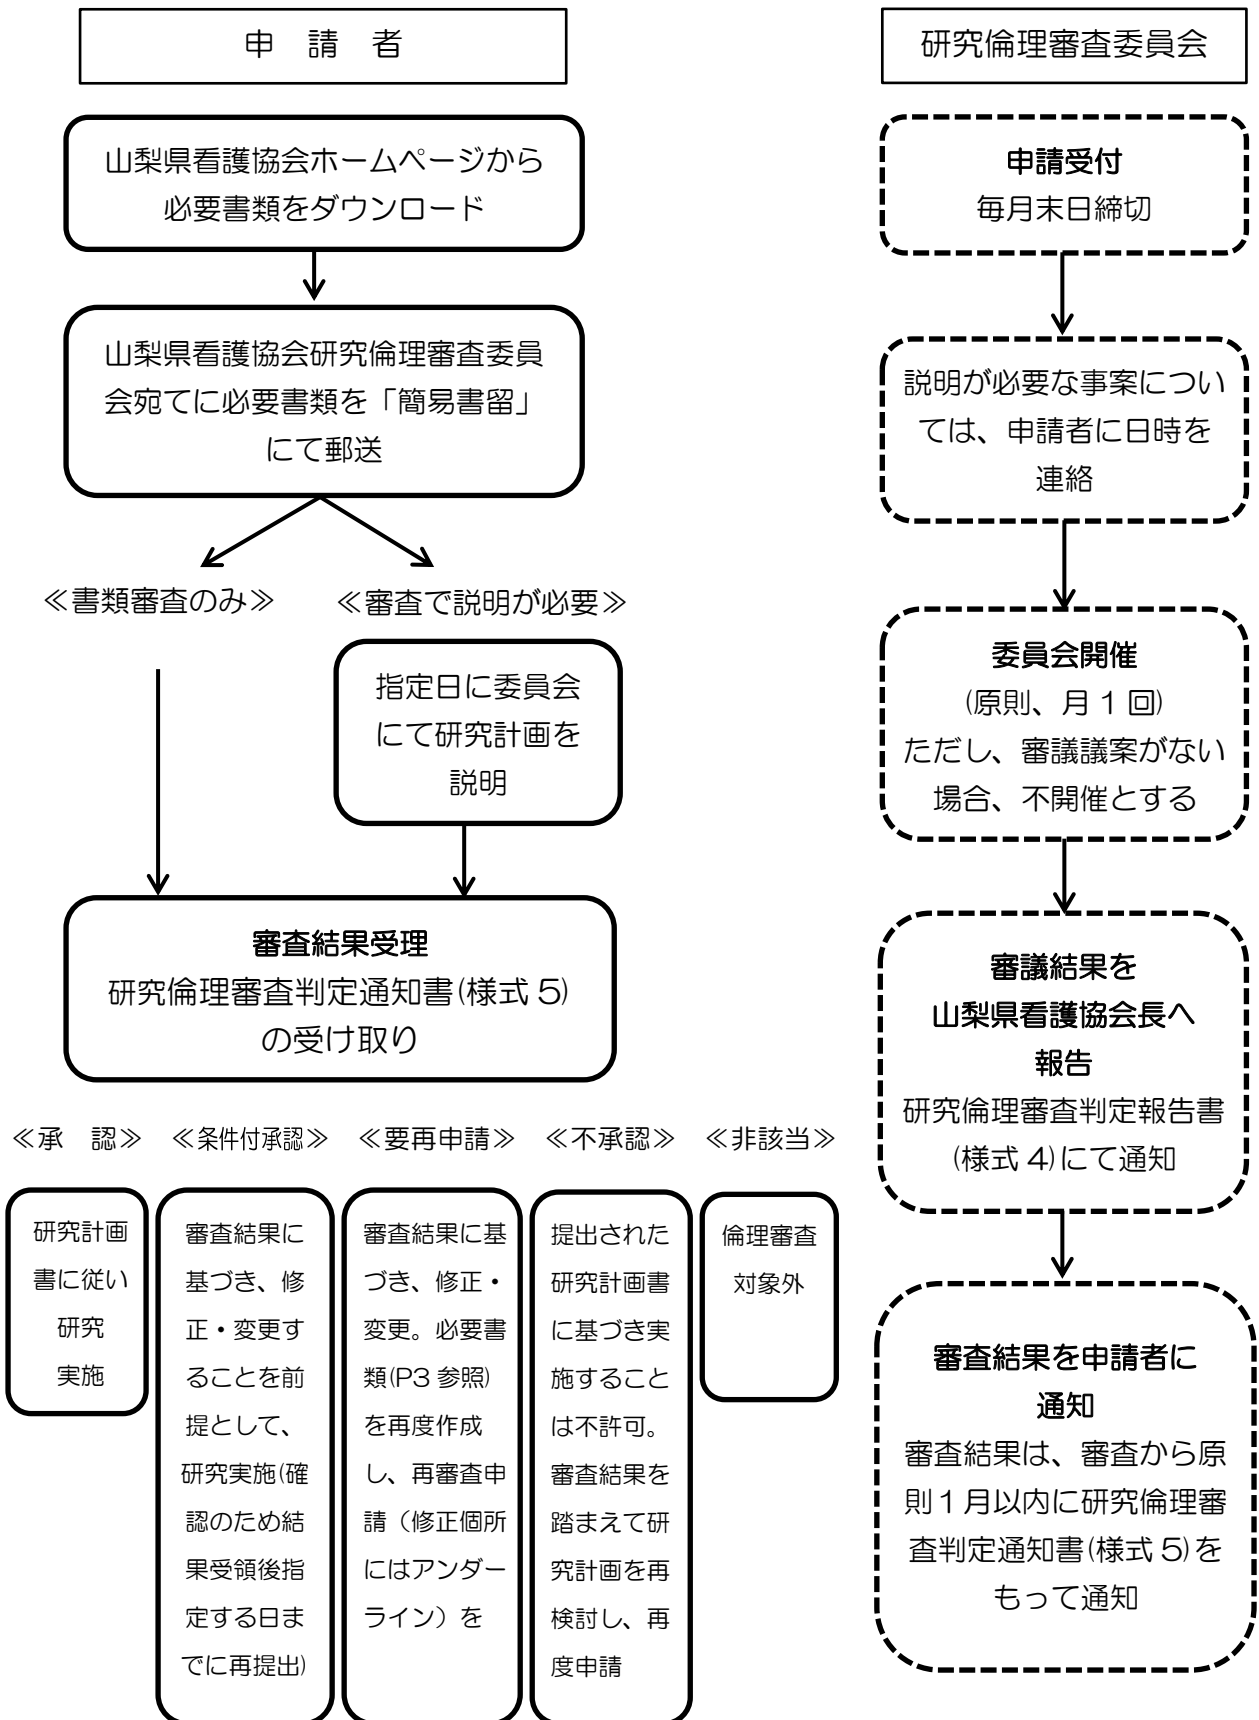 申　請　者
山梨県看護協会ホームページから
必要書類をダウンロード
山梨県看護協会研究倫理審査委員
会宛てに必要書類を「簡易書留」
にて郵送
≪書類審査のみ≫
≪審査で説明が必要≫
指定日に委員会
にて研究計画を
説明
審査結果受理
研究倫理審査判定通知書(様式 5)
の受け取り
≪承　認≫
研究計画
書に従い
研究
実施
≪条件付承認≫
審査結果に
基づき、修
正・変更す
ることを前
提として、
研究実施(確
認のため結
果受領後指
定する日ま
でに再提出)
≪要再申請≫
審査結果に基
づき、修正・
変更。必要書
類(P3 参照)
を再度作成
し、再審査申
請（修正個所
にはアンダー
ライン）を
≪不承認≫
提出された
研究計画書
に基づき実
施すること
は不許可。
審査結果を
踏まえて研
究計画を再
検討し、再
度申請
≪非該当≫
倫理審査
対象外
研究倫理審査委員会
申請受付
毎月末日締切
説明が必要な事案につい
ては、申請者に日時を
連絡
委員会開催
(原則、月 1 回)
ただし、審議議案がない
場合、不開催とする
審議結果を
山梨県看護協会長へ
報告
研究倫理審査判定報告書
(様式 4)にて通知
審査結果を申請者に
通知
審査結果は、審査から原
則 1 月以内に研究倫理審
査判定通知書(様式 5)を
もって通知